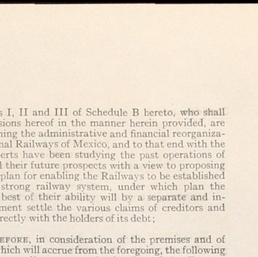 s I, II and III of Schedule B hereto, who shall
sions hereof in the manner herein provided, are
ning the administrative and financial reorganiza-
nal Railways of Mexico, and to that end with the
erts have been studying the past operations of
d their future prospects with a view to proposing
plan for enabling the Railways to be established
strong railway system, under which plan the
best of their ability will by a separate and in-
ment settle the various claims of creditors and
rectly with the holders of its debt;
EFORE, in consideration of the premises and of
hich will accrue from the foregoing, the following